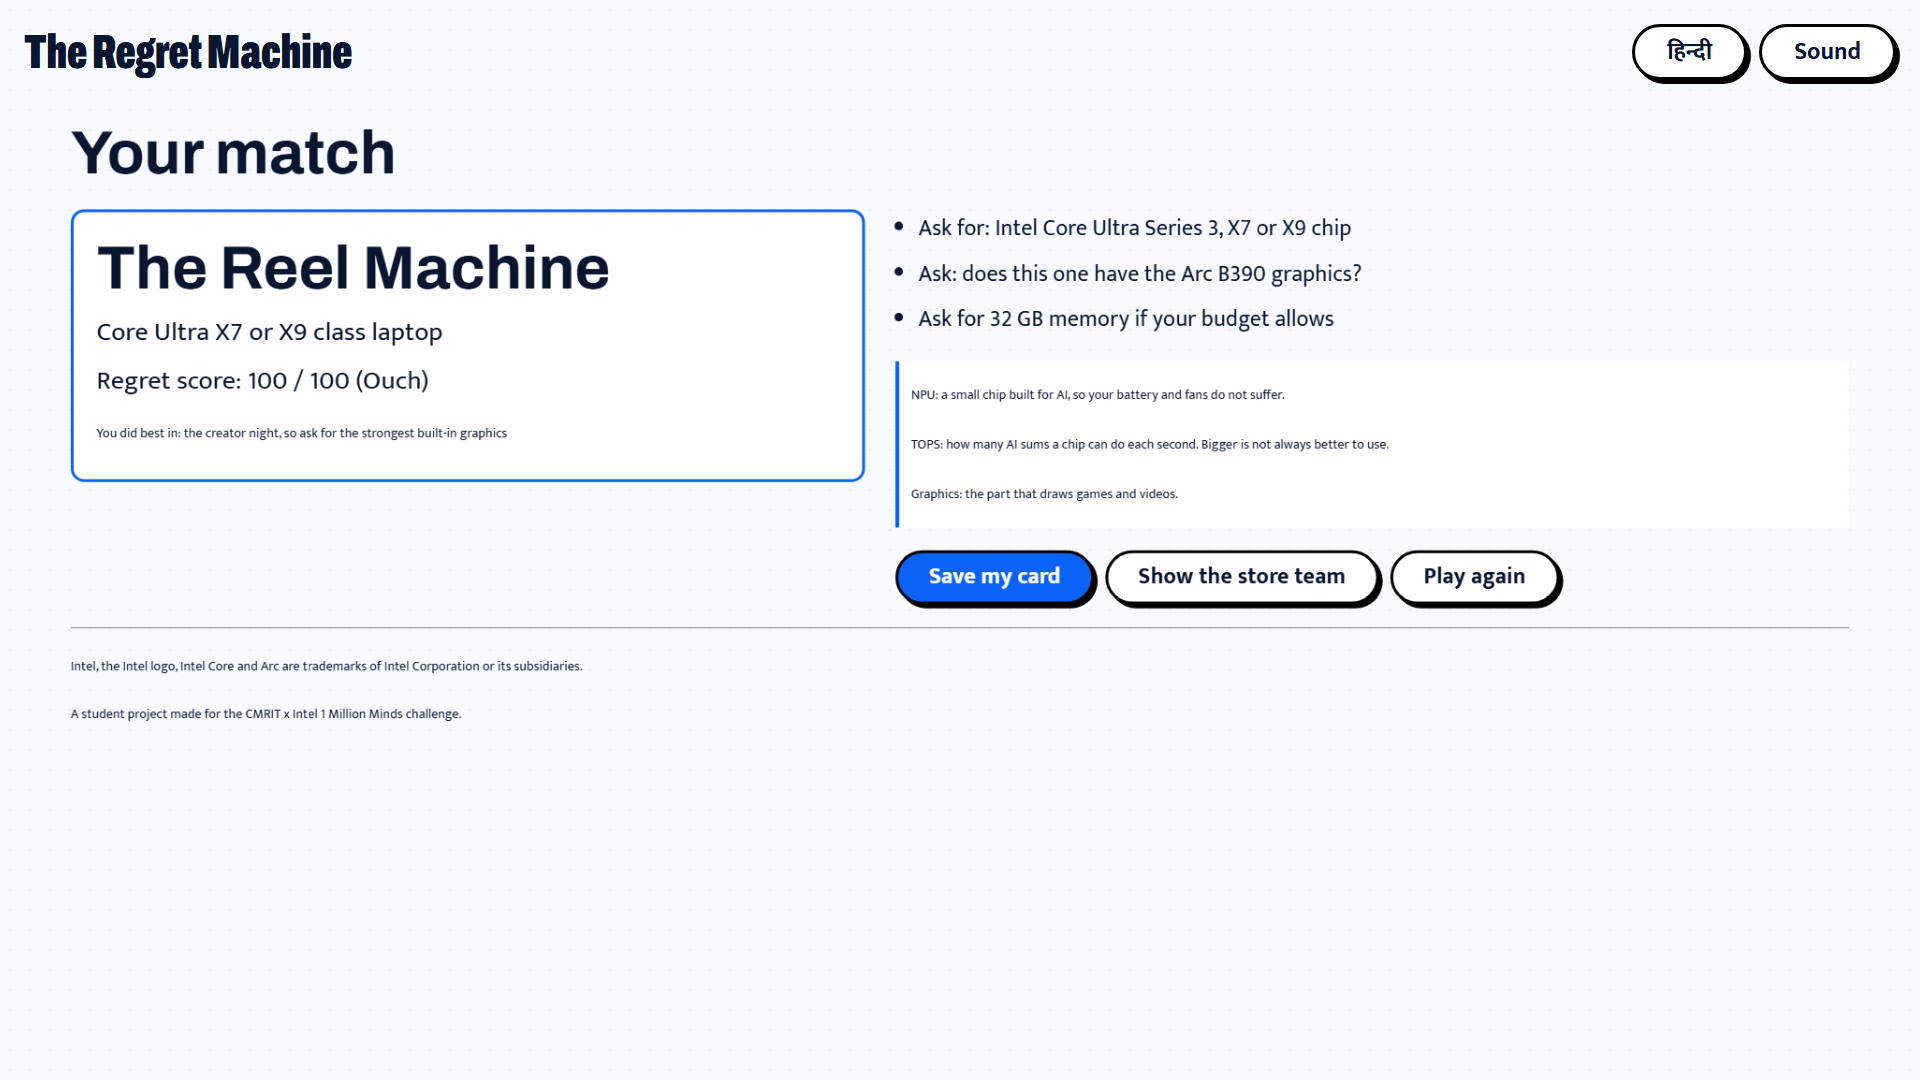 The Regret Machine
हिन्दी
Sound
Your match
The Reel Machine
Core Ultra X7 or X9 class laptop
Regret score: 100 / 100 (Ouch)
You did best in: the creator night, so ask for the strongest built-in graphics
Ask for: Intel Core Ultra Series 3, X7 or X9 chip
Ask: does this one have the Arc B390 graphics?
Ask for 32 GB memory if your budget allows
NPU: a small chip built for AI, so your battery and fans do not suffer.
TOPS: how many AI sums a chip can do each second. Bigger is not always better to use.
Graphics: the part that draws games and videos.
Save my card
Show the store team
Play again
Intel, the Intel logo, Intel Core and Arc are trademarks of Intel Corporation or its subsidiaries.
A student project made for the CMRIT x Intel 1 Million Minds challenge.